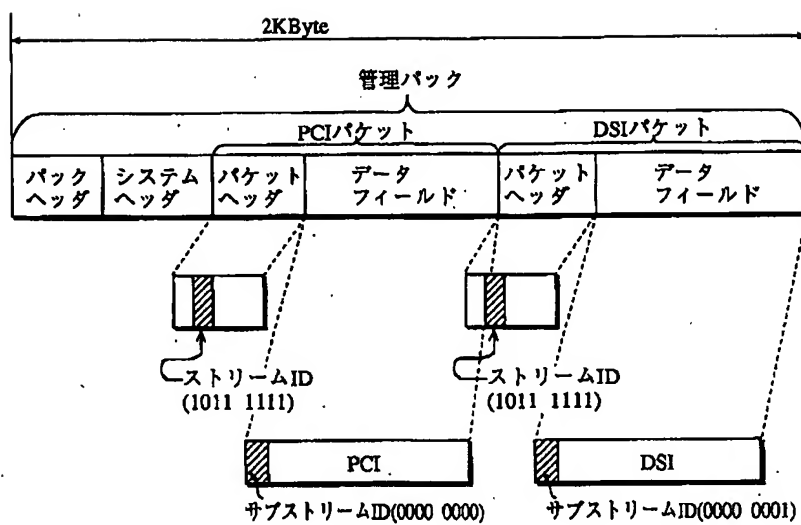 2KByte
管理パック
PCIパケット
DSIパケット
パック
ヘッダ
システム
ヘッダ
パケット
ヘッダ
データ
フィールド
パケット
ヘッダ
データ
フィールド
ストリームID
(1011 1111)
ストリームID
(1011 1111)
PCI
DSI
サブストリームID(0000 0000)
サブストリームID(0000 0001)